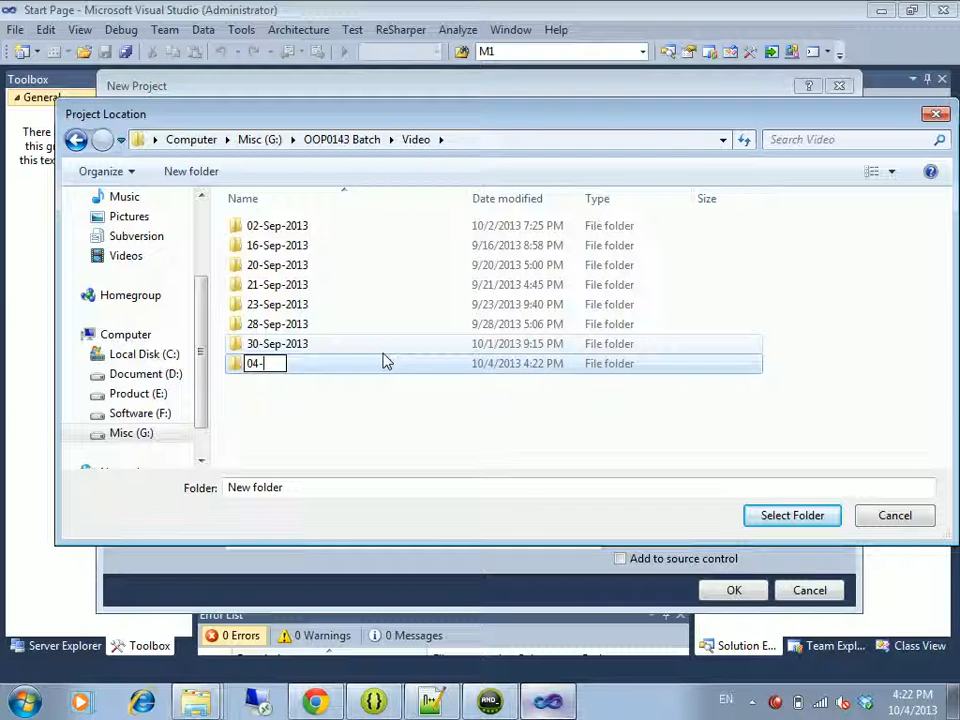 Start Page - Microsoft Visual Studio (Administrator)
File Edit View Debug Team Data Tools Architecture Test ReSharper Analyze Window Help
M1
Toolbox
New Project
General
There
this g
this tex
Project Location
Computer Misc (G:) OOP0143 Batch Video
Search Video
Organize New folder
Name Date modified Type Size
Music
Pictures
Subversion
Videos
Homegroup
Computer
Local Disk (C:)
Document (D:)
Product (E:)
Software (F:)
Misc (G:)
02-Sep-2013 10/2/2013 7:25 PM File folder
16-Sep-2013 9/16/2013 8:58 PM File folder
20-Sep-2013 9/20/2013 5:00 PM File folder
21-Sep-2013 9/21/2013 4:45 PM File folder
23-Sep-2013 9/23/2013 9:40 PM File folder
28-Sep-2013 9/28/2013 5:06 PM File folder
30-Sep-2013 10/1/2013 9:15 PM File folder
04- 10/4/2013 4:22 PM File folder
Folder: New folder
Select Folder Cancel
Add to source control
OK Cancel
Error List
0 Errors 0 Warnings 0 Messages
Server Explorer Toolbox Solution E... Team Expl... Class View
EN
4:22 PM
10/4/2013